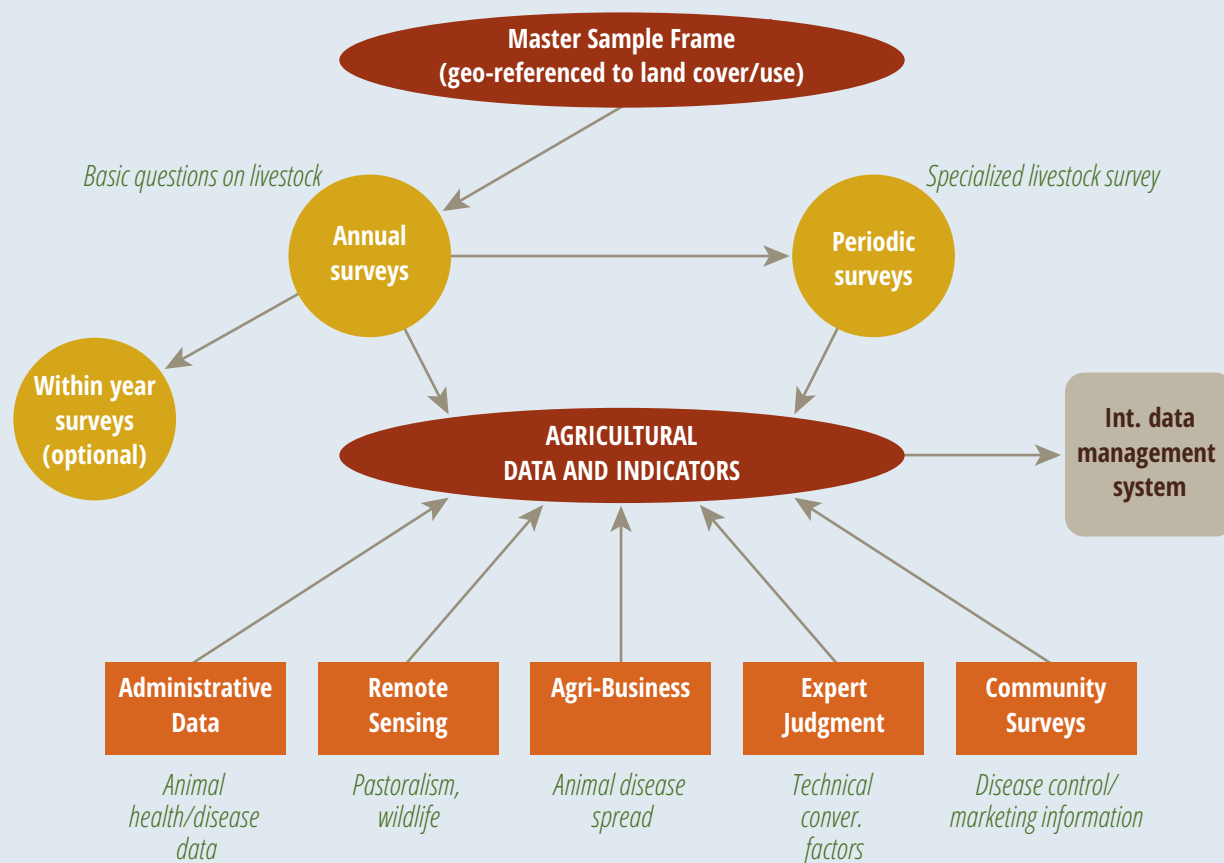 Master Sample Frame
(geo-referenced to land cover/use)
Basic questions on livestock
Specialized livestock survey
Annual
surveys
Periodic
surveys
Within year
surveys
(optional)
AGRICULTURAL
DATA AND INDICATORS
Int. data
management
system
Administrative
Data
Remote
Sensing
Agri-Business
Expert
Judgment
Community
Surveys
Animal
health/disease
data
Pastoralism,
wildlife
Animal disease
spread
Technical
conver.
factors
Disease control/
marketing information